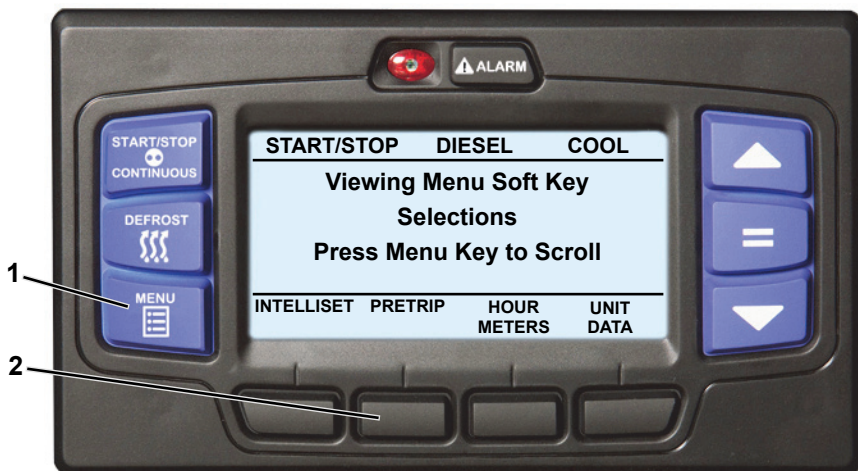 ALARM
START/STOP
CONTINUOUS
DEFROST
MENU
START/STOP DIESEL COOL
Viewing Menu Soft Key
Selections
Press Menu Key to Scroll
INTELLISET PRETRIP HOUR METERS UNIT DATA
=
1
2